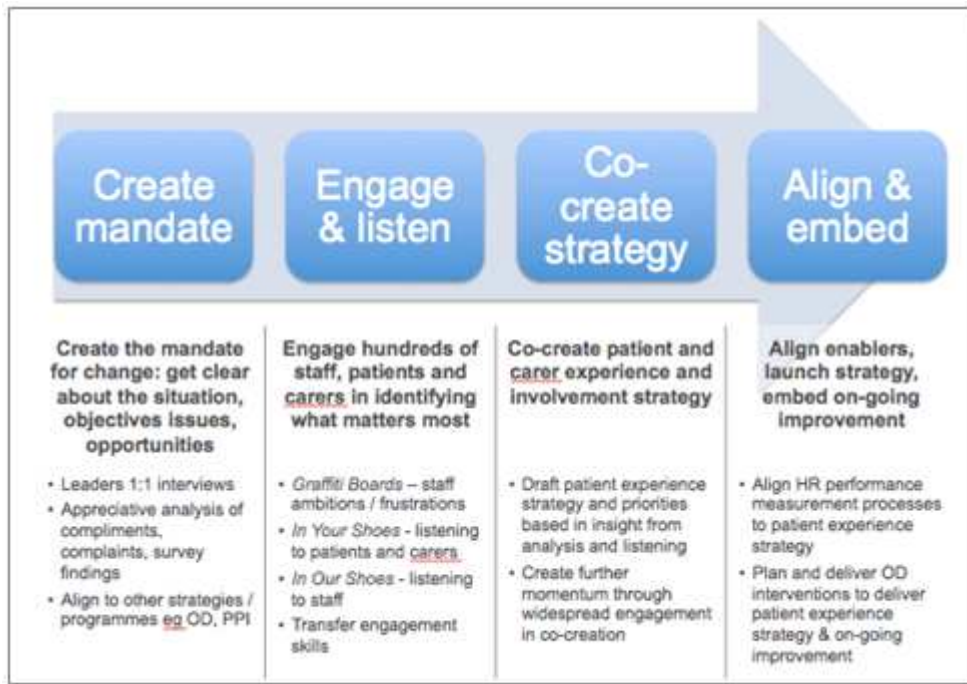 Create
mandate
Engage
& listen
Co-
create
strategy
Align &
embed
Create the mandate
for change: get clear
about the situation,
objectives issues,
opportunities
• Leaders 1:1 interviews
• Appreciative analysis of
compliments,
complaints, survey
findings
• Align to other strategies /
programmes eg OD, PPI
Engage hundreds of
staff, patients and
carers in identifying
what matters most
• Graffiti Boards – staff
ambitions / frustrations
• In Your Shoes - listening
to patients and carers
• In Our Shoes - listening
to staff
• Transfer engagement
skills
Co-create patient and
carer experience and
involvement strategy
• Draft patient experience
strategy and priorities
based in insight from
analysis and listening
• Create further
momentum through
widespread engagement
in co-creation
Align enablers,
launch strategy,
embed on-going
improvement
• Align HR performance
measurement processes
to patient experience
strategy
• Plan and deliver OD
interventions to deliver
patient experience
strategy & on-going
improvement